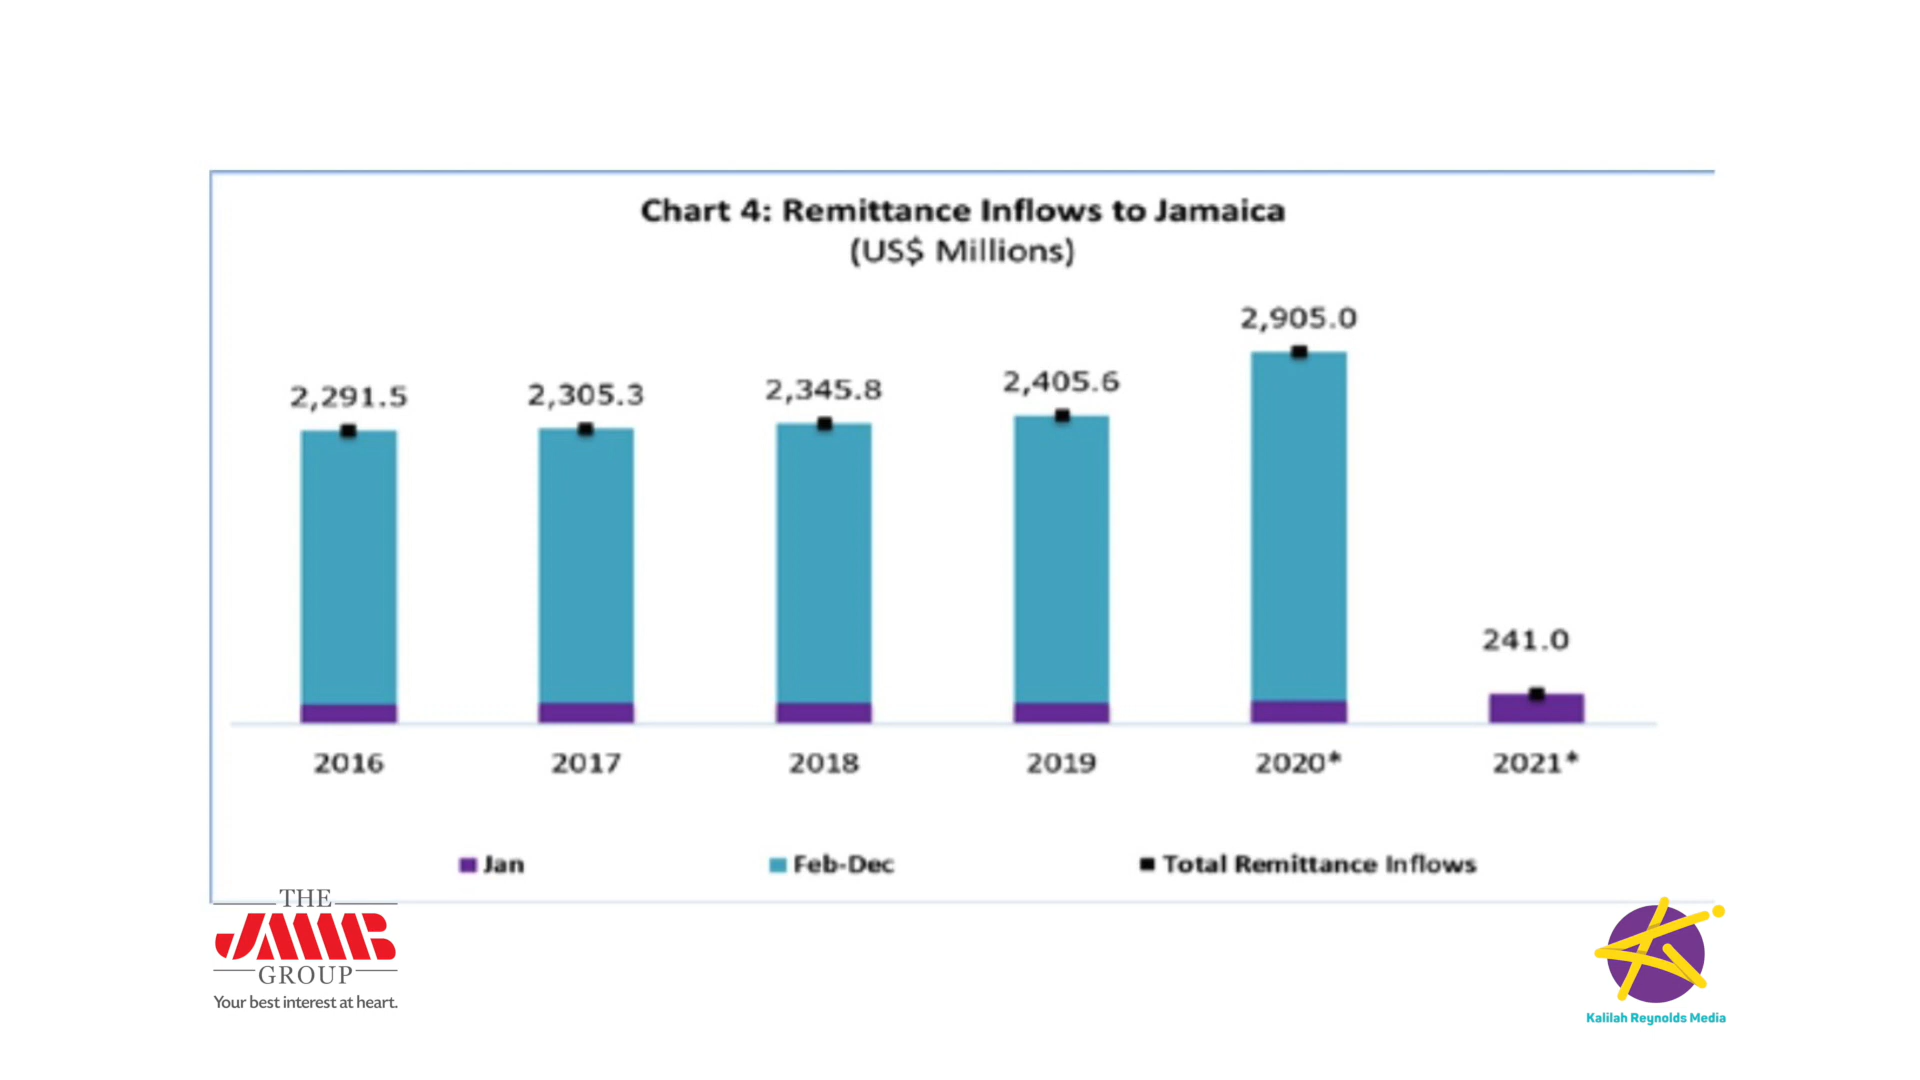 Chart 4: Remittance Inflows to Jamaica
(US$ Millions)
2,291.5
2,305.3
2,345.8
2,405.6
2,905.0
241.0
2016
2017
2018
2019
2020*
2021*
Jan
Feb-Dec
Total Remittance Inflows
THE
JMMB
GROUP
Your best interest at heart.
Kalilah Reynolds Media